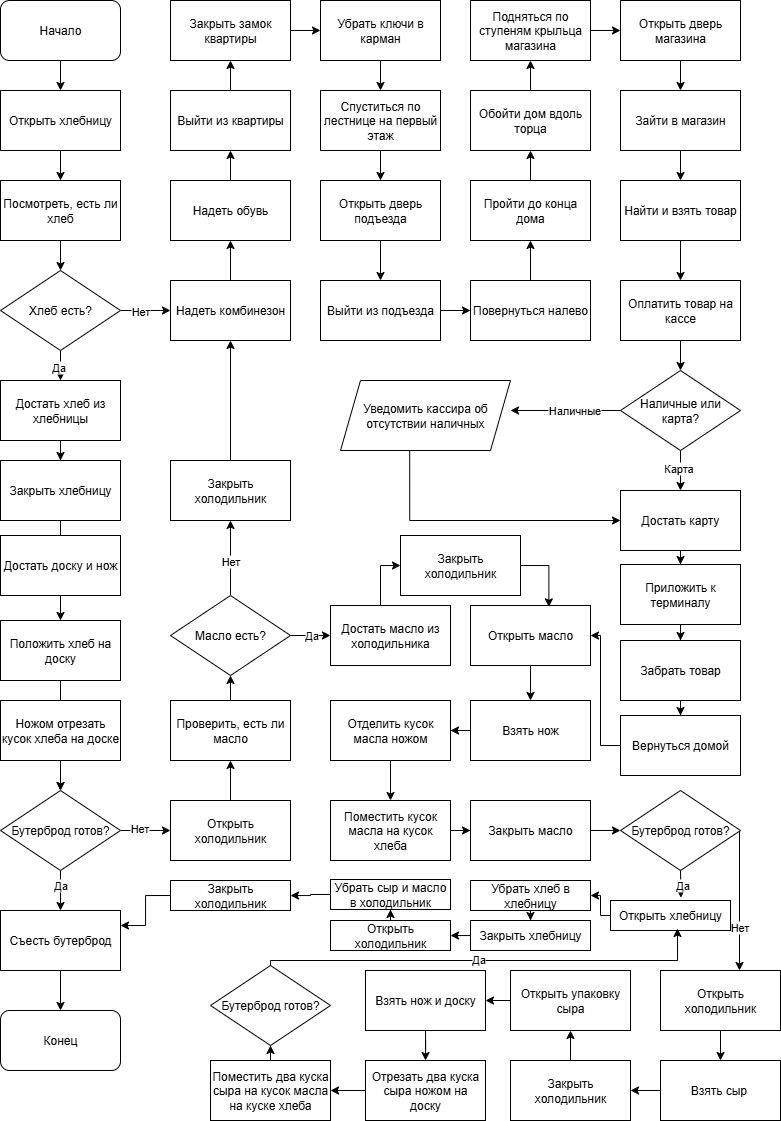 Начало
Открыть хлебницу
Посмотреть, есть ли
хлеб
Хлеб есть?
Нет
Да
Достать хлеб из
хлебницы
Закрыть хлебницу
Достать доску и нож
Положить хлеб на
доску
Ножом отрезать
кусок хлеба на доске
Бутерброд готов?
Нет
Да
Съесть бутерброд
Конец
Закрыть замок
квартиры
Выйти из квартиры
Надеть обувь
Надеть комбинезон
Закрыть
холодильник
Нет
Масло есть?
Да
Проверить, есть ли
масло
Открыть
холодильник
Убрать ключи в
карман
Спуститься по
лестнице на первый
этаж
Открыть дверь
подъезда
Выйти из подъезда
Подняться по
ступеням крыльца
магазина
Обойти дом вдоль
торца
Пройти до конца
дома
Повернуться налево
Открыть дверь
магазина
Зайти в магазин
Найти и взять товар
Оплатить товар на
кассе
Наличные или
карта?
Наличные
Карта
Уведомить кассира об
отсутствии наличных
Достать карту
Приложить к
терминалу
Забрать товар
Вернуться домой
Достать масло из
холодильника
Закрыть
холодильник
Открыть масло
Взять нож
Отделить кусок
масла ножом
Поместить кусок
масла на кусок
хлеба
Закрыть масло
Бутерброд готов?
Да
Нет
Открыть хлебницу
Убрать хлеб в
хлебницу
Закрыть хлебницу
Открыть
холодильник
Убрать сыр и масло
в холодильник
Закрыть
холодильник
Открыть
холодильник
Взять сыр
Закрыть
холодильник
Открыть упаковку
сыра
Взять нож и доску
Отрезать два куска
сыра ножом на
доску
Поместить два куска
сыра на кусок масла
на куске хлеба
Бутерброд готов?
Да